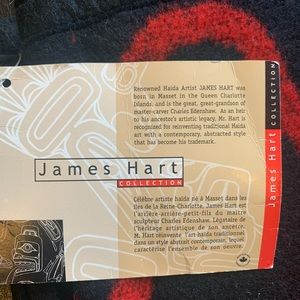 Renowned Haida Artist JAMES HART was
born in Masset in the Queen Charlotte
Islands, and is the great, great-grandson of
master-carver Charles Edenshaw. As an heir
to his ancestor's artistic legacy, Mr. Hart is
recognized for reinventing traditional Haida
art with a contemporary, abstracted style
that has become his trademark.
James Hart
COLLECTION
Célèbre artiste haïda né à Masset dans les
îles de la Reine-Charlotte, James Hart est
l'arrière-arrière-petit-fils du maître
sculpteur Charles Edenshaw. Légataire de
l'héritage artistique de son ancêtre,
M. Hart réinvente l'art haïda traditionnel
dans un style abstrait contemporain, lequel
caractérise l'ensemble de son oeuvre.
James Hart
COLLECTION